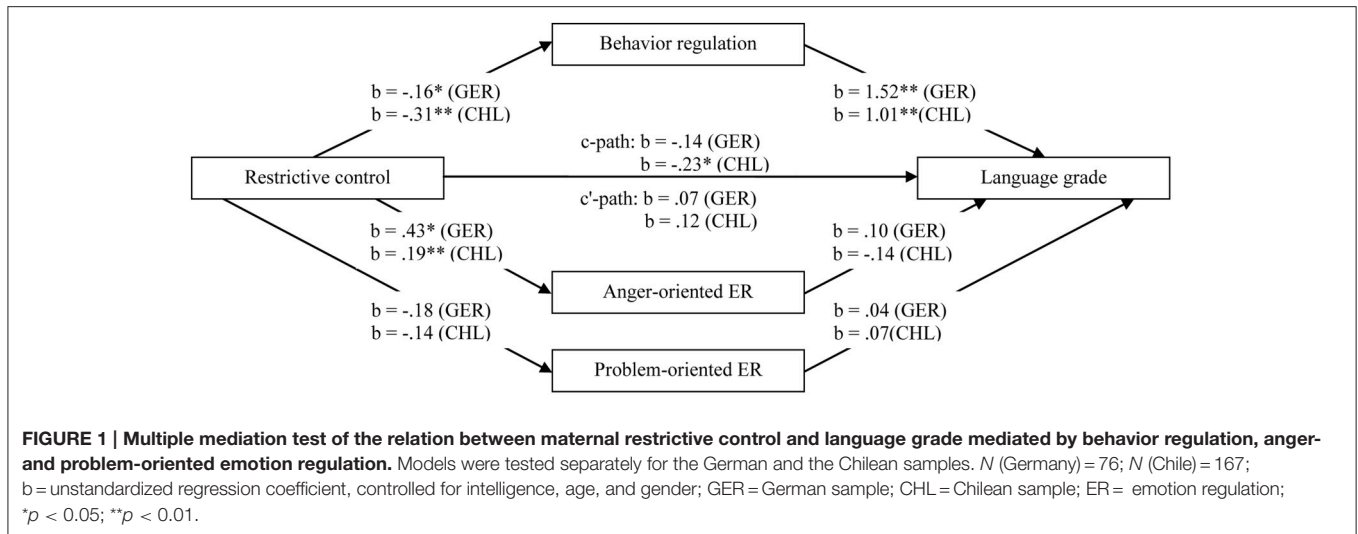 Behavior regulation
b = -.16* (GER)
b = -.31** (CHL)
b = 1.52** (GER)
b = 1.01**(CHL)
c-path: b = -.14 (GER)
b = -.23* (CHL)
Restrictive control
Language grade
c'-path: b = .07 (GER)
b = .12 (CHL)
b = .43* (GER)
b = .19** (CHL)
b = .10 (GER)
b = -.14 (CHL)
Anger-oriented ER
b = -.18 (GER)
b = -.14 (CHL)
b = .04 (GER)
b = .07(CHL)
Problem-oriented ER
FIGURE 1 | Multiple mediation test of the relation between maternal restrictive control and language grade mediated by behavior regulation, anger-
and problem-oriented emotion regulation. Models were tested separately for the German and the Chilean samples. N (Germany) = 76; N (Chile) = 167;
b = unstandardized regression coefficient, controlled for intelligence, age, and gender; GER = German sample; CHL = Chilean sample; ER = emotion regulation;
*p < 0.05; **p < 0.01.